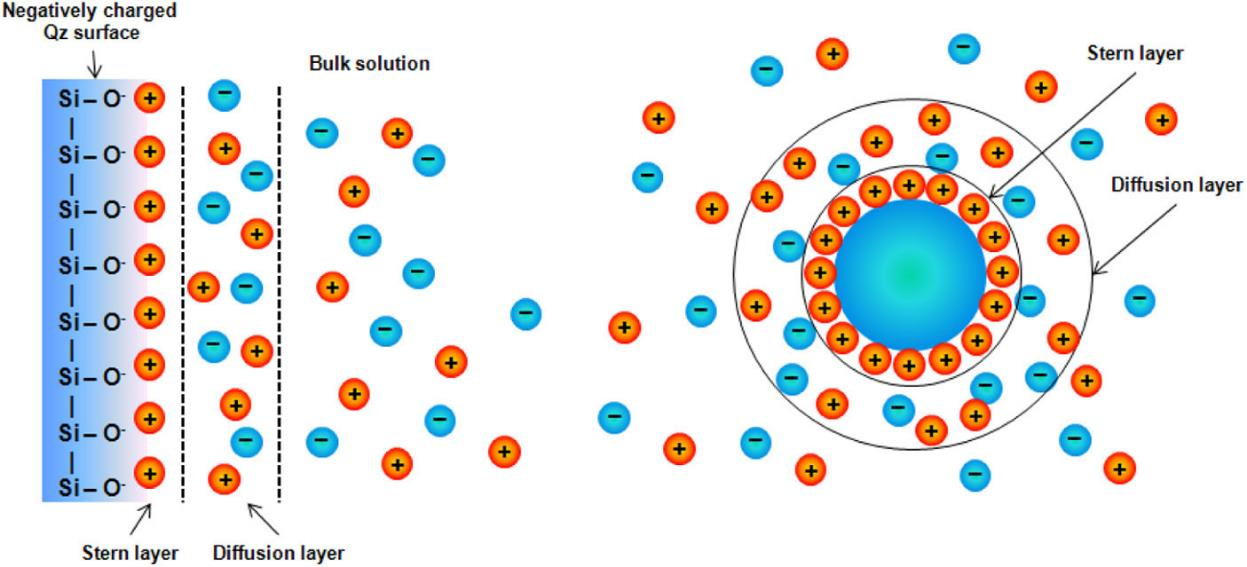 Negatively charged
Qz surface
Bulk solution
Si – O-
Si – O-
Si – O-
Si – O-
Si – O-
Si – O-
Si – O-
Si – O-
Stern layer
Diffusion layer
Stern layer
Diffusion layer